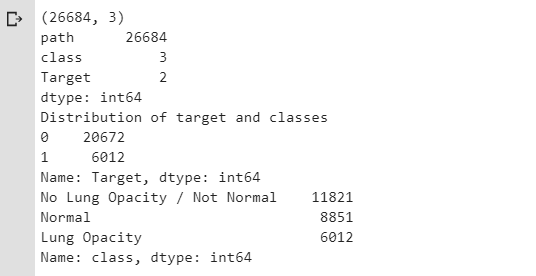 (26684, 3)
path      26684
class         3
Target        2
dtype: int64
Distribution of target and classes
0    20672
1     6012
Name: Target, dtype: int64
No Lung Opacity / Not Normal    11821
Normal                           8851
Lung Opacity                     6012
Name: class, dtype: int64